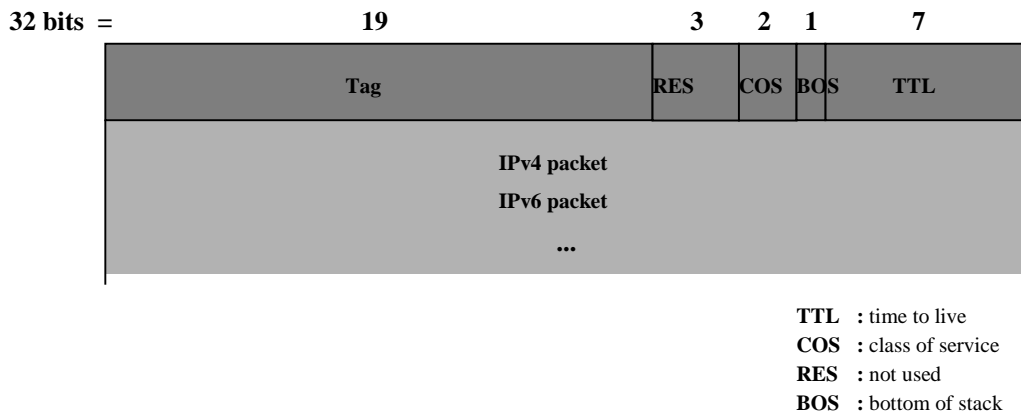 32 bits = 19 3 2 1 7
Tag RES COS BOS TTL
IPv4 packet
IPv6 packet
...
TTL : time to live
COS : class of service
RES : not used
BOS : bottom of stack